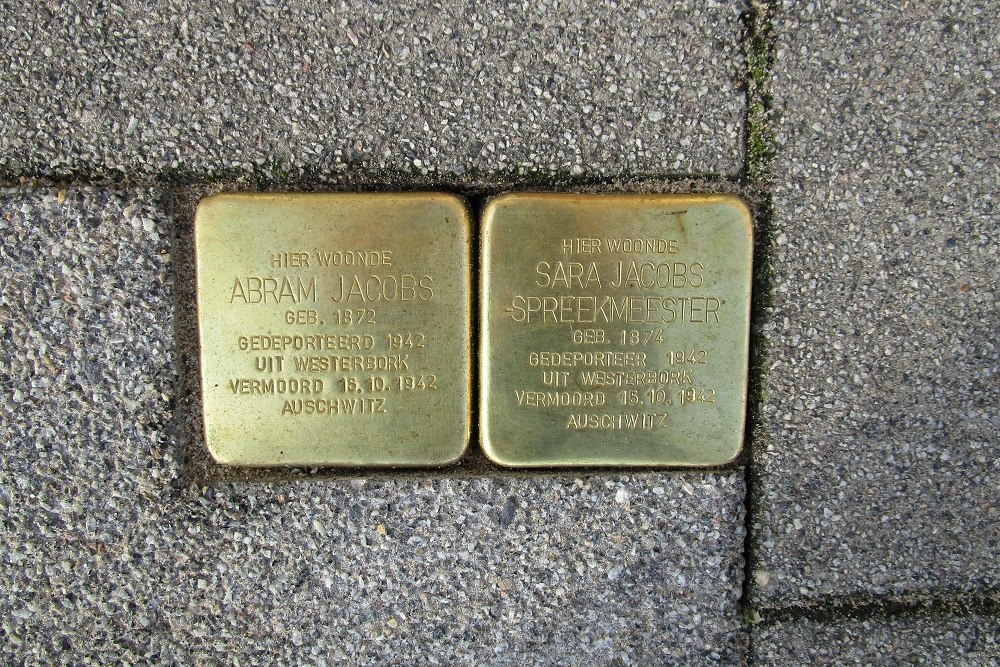 HIER WOONDE
ABRAM JACOBS
GEB. 1872
GEDEPORTEERD 1942
UIT WESTERBORK
VERMOORD 15.10.1942
AUSCHWITZ
HIER WOONDE
SARA JACOBS
SPREEKMEESTER
GEB. 1874
GEDEPORTEER 1942
UIT WESTERBORK
VERMOORD 15.10.1942
AUSCHWITZ